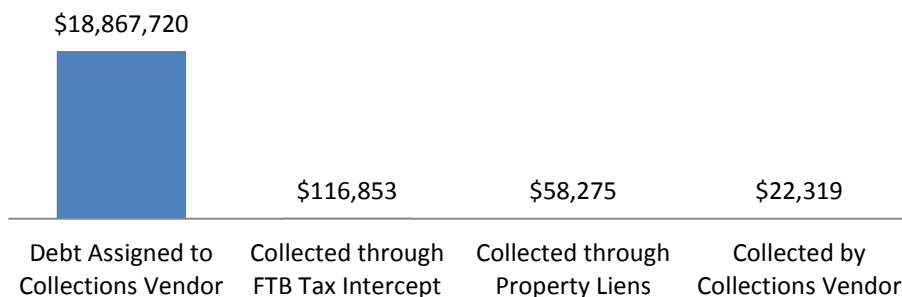 $18,867,720
$116,853
$58,275
$22,319
Debt Assigned to
Collections Vendor
Collected through
FTB Tax Intercept
Collected through
Property Liens
Collected by
Collections Vendor